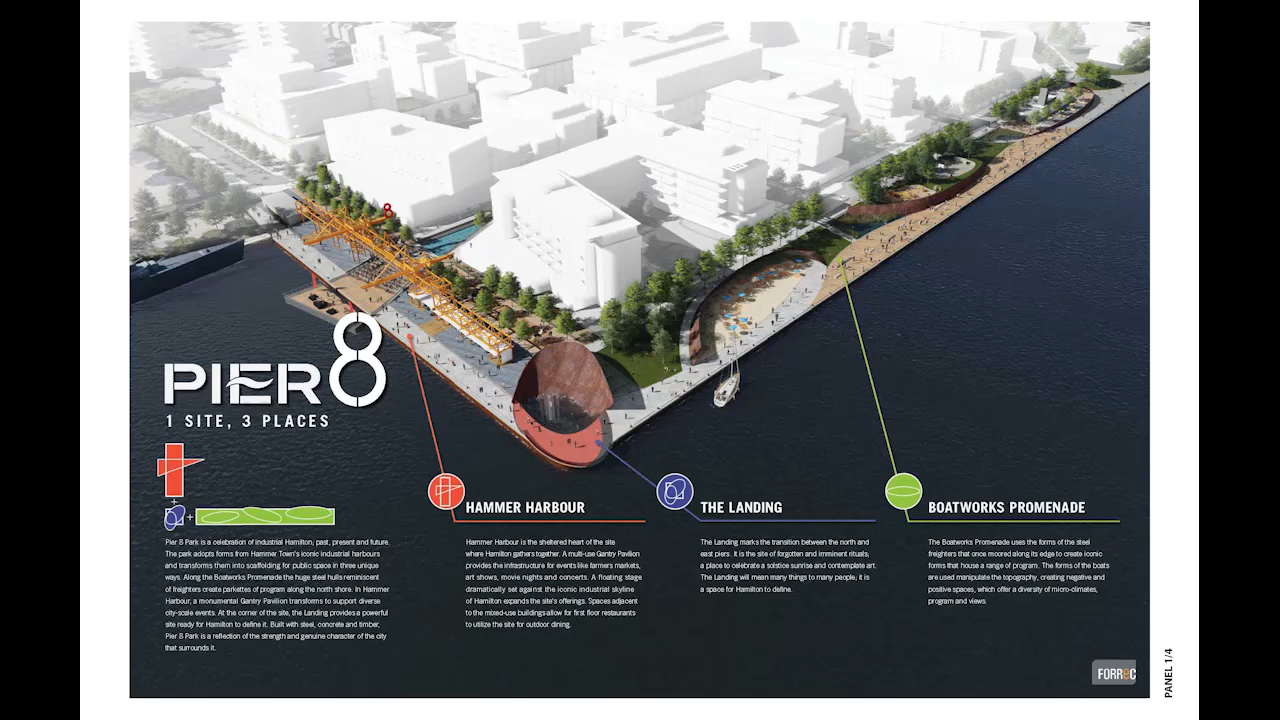 8
PIER 8
1 SITE, 3 PLACES
+
+
Pier 8 Park is a celebration of industrial Hamilton; past, present and future.
The park adopts forms from Hammer Town's iconic industrial harbours
and transforms them into scaffolding for public space in three unique
ways. Along the Boatworks Promenade the huge steel hulls reminiscent
of freighters create parkettes of program along the north shore. In Hammer
Harbour, a monumental Gantry Pavilion transforms to support diverse
city-scale events. At the corner of the site, the Landing provides a powerful
site ready for Hamilton to define it. Built with steel, concrete and timber,
Pier 8 Park is a reflection of the strength and genuine character of the city
that surrounds it.
HAMMER HARBOUR
Hammer Harbour is the sheltered heart of the site
where Hamilton gathers together. A multi-use Gantry Pavilion
provides the infrastructure for events like farmers markets,
art shows, movie nights and concerts. A floating stage
dramatically set against the iconic industrial skyline
of Hamilton expands the site's offerings. Spaces adjacent
to the mixed-use buildings allow for first floor restaurants
to utilize the site for outdoor dining.
THE LANDING
The Landing marks the transition between the north and
east piers. It is the site of forgotten and imminent rituals;
a place to celebrate a solstice sunrise and contemplate art.
The Landing will mean many things to many people; it is
a space for Hamilton to define.
BOATWORKS PROMENADE
The Boatworks Promenade uses the forms of the steel
freighters that once moored along its edge to create iconic
forms that house a range of program. The forms of the boats
are used manipulate the topography, creating negative and
positive spaces, which offer a diversity of micro-climates,
program and views.
FORREC
PANEL 1/4